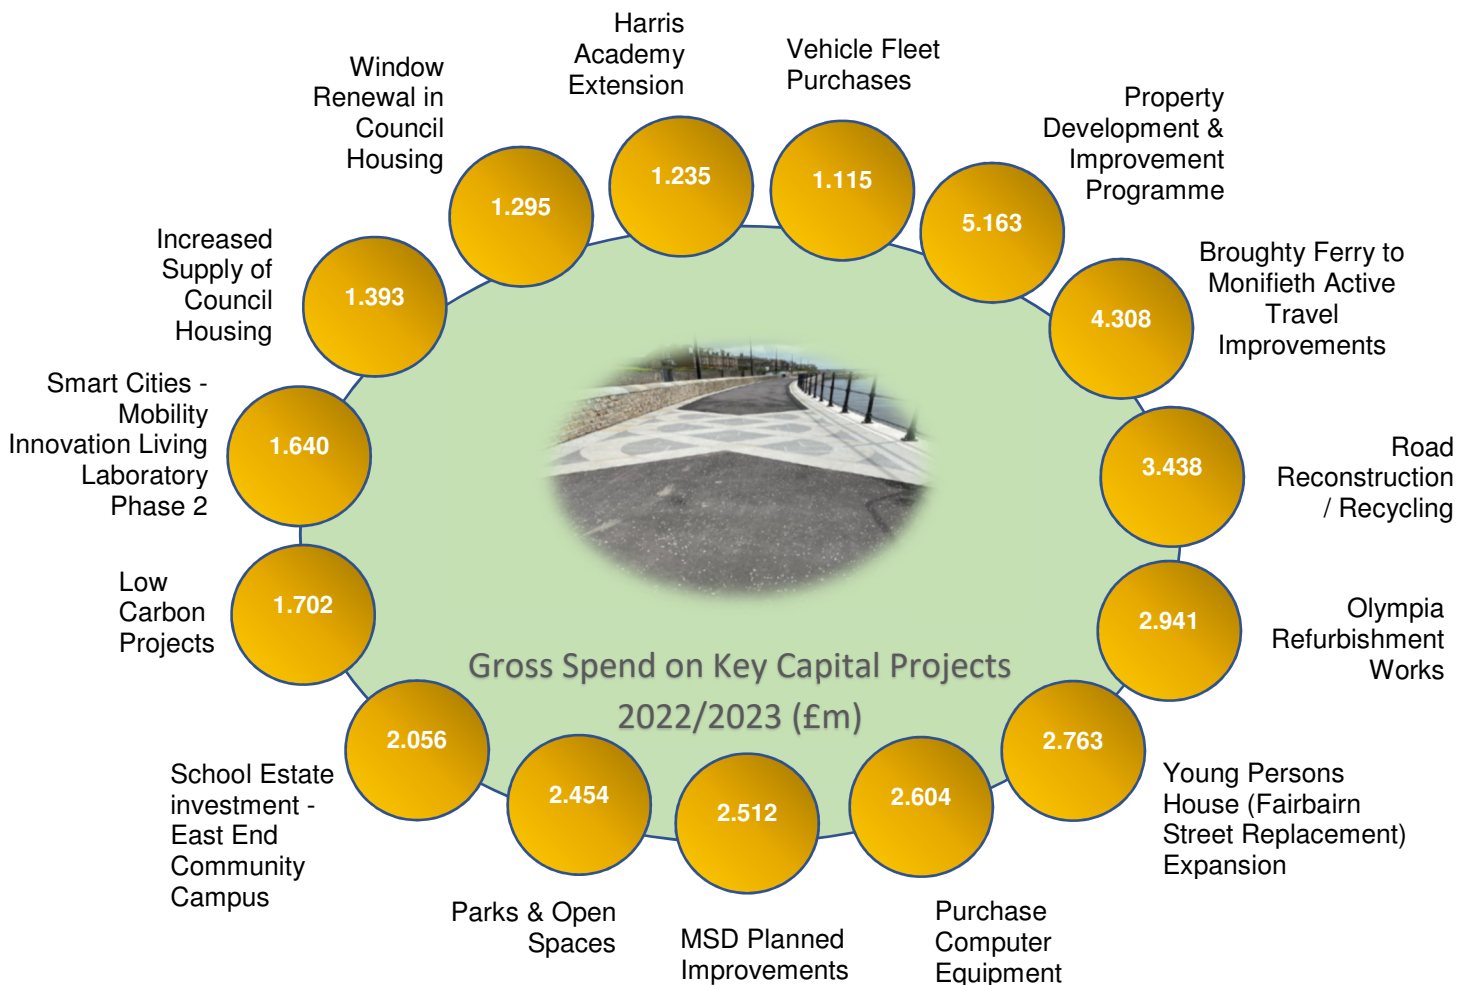 Harris
Academy
Extension
1.235
Vehicle Fleet
Purchases
1.115
Property
Development &
Improvement
Programme
5.163
Broughty Ferry to
Monifieth Active
Travel
Improvements
4.308
Road
Reconstruction
/ Recycling
3.438
Olympia
Refurbishment
Works
2.941
Young Persons
House (Fairbairn
Street Replacement)
Expansion
2.763
Purchase
Computer
Equipment
2.604
MSD Planned
Improvements
2.512
Parks & Open
Spaces
2.454
School Estate
investment -
East End
Community
Campus
2.056
Low
Carbon
Projects
1.702
Smart Cities -
Mobility
Innovation Living
Laboratory
Phase 2
1.640
Increased
Supply of
Council
Housing
1.393
Window
Renewal in
Council
Housing
1.295
Gross Spend on Key Capital Projects
2022/2023 (£m)